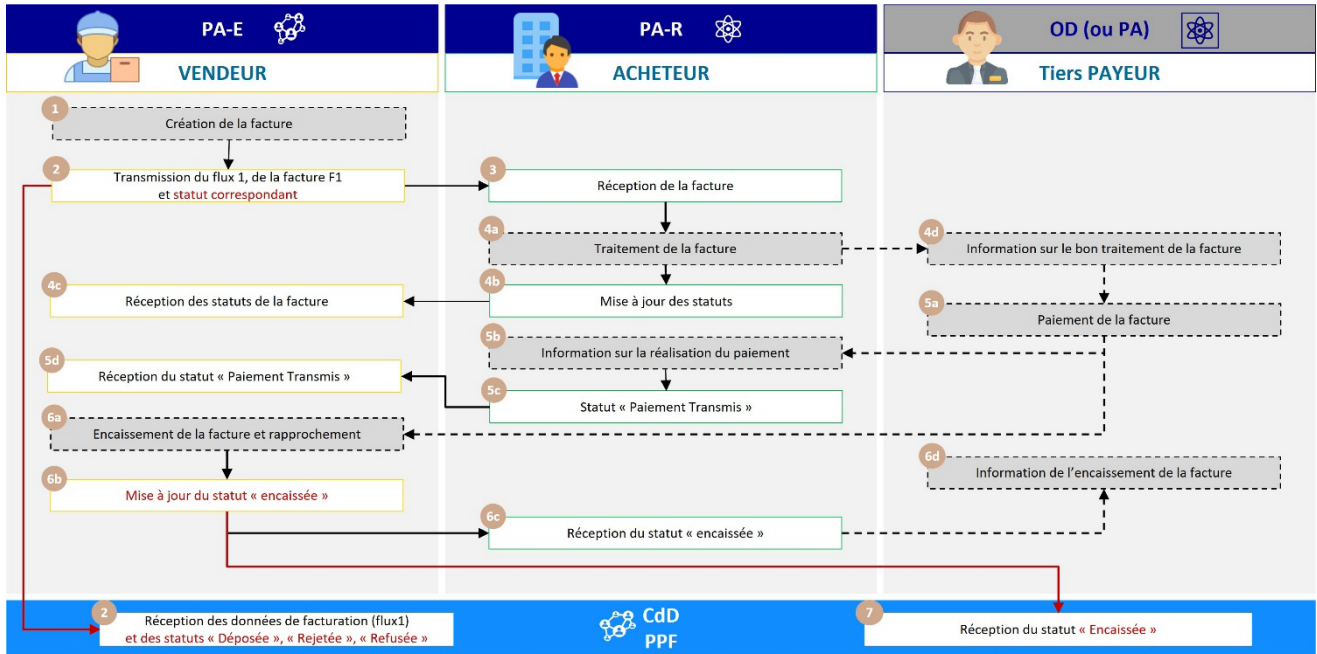 PA-E
PA-R
OD (ou PA)
VENDEUR
ACHETEUR
Tiers PAYEUR
1
Création de la facture
2
Transmission du flux 1, de la facture F1
et statut correspondant
3
Réception de la facture
4a
Traitement de la facture
4d
Information sur le bon traitement de la facture
4c
Réception des statuts de la facture
4b
Mise à jour des statuts
5a
Paiement de la facture
5b
Information sur la réalisation du paiement
5d
Réception du statut « Paiement Transmis »
5c
Statut « Paiement Transmis »
6a
Encaissement de la facture et rapprochement
6d
Information de l’encaissement de la facture
6b
Mise à jour du statut « encaissée »
6c
Réception du statut « encaissée »
2
Réception des données de facturation (flux1)
et des statuts « Déposée », « Rejetée », « Refusée »
CdD
PPF
7
Réception du statut « Encaissée »